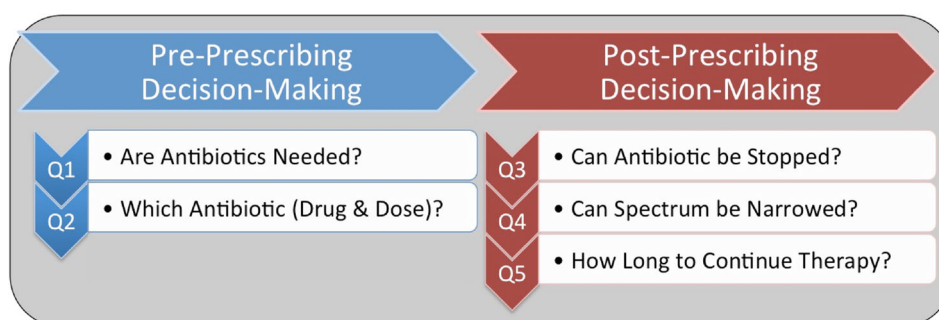 Pre-Prescribing
Decision-Making
Q1
• Are Antibiotics Needed?
Q2
• Which Antibiotic (Drug & Dose)?
Post-Prescribing
Decision-Making
Q3
• Can Antibiotic be Stopped?
Q4
• Can Spectrum be Narrowed?
Q5
• How Long to Continue Therapy?